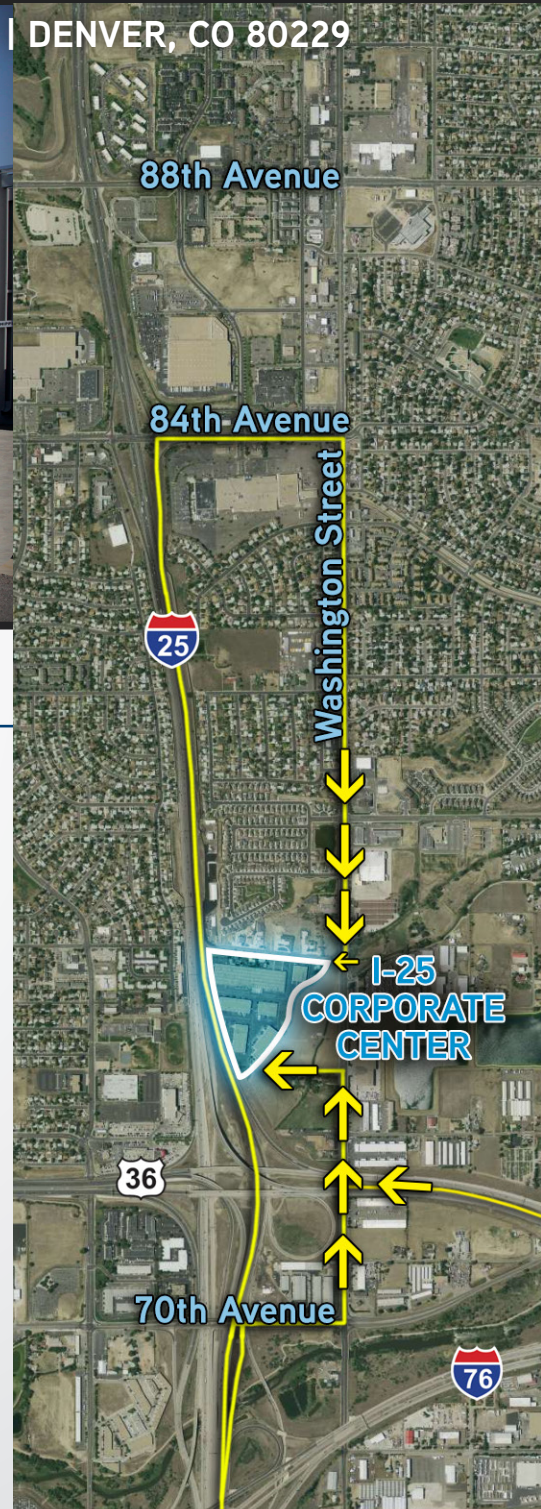 | DENVER, CO 80229
88th Avenue
84th Avenue
Washington Street
25
I-25
CORPORATE
CENTER
36
70th Avenue
76